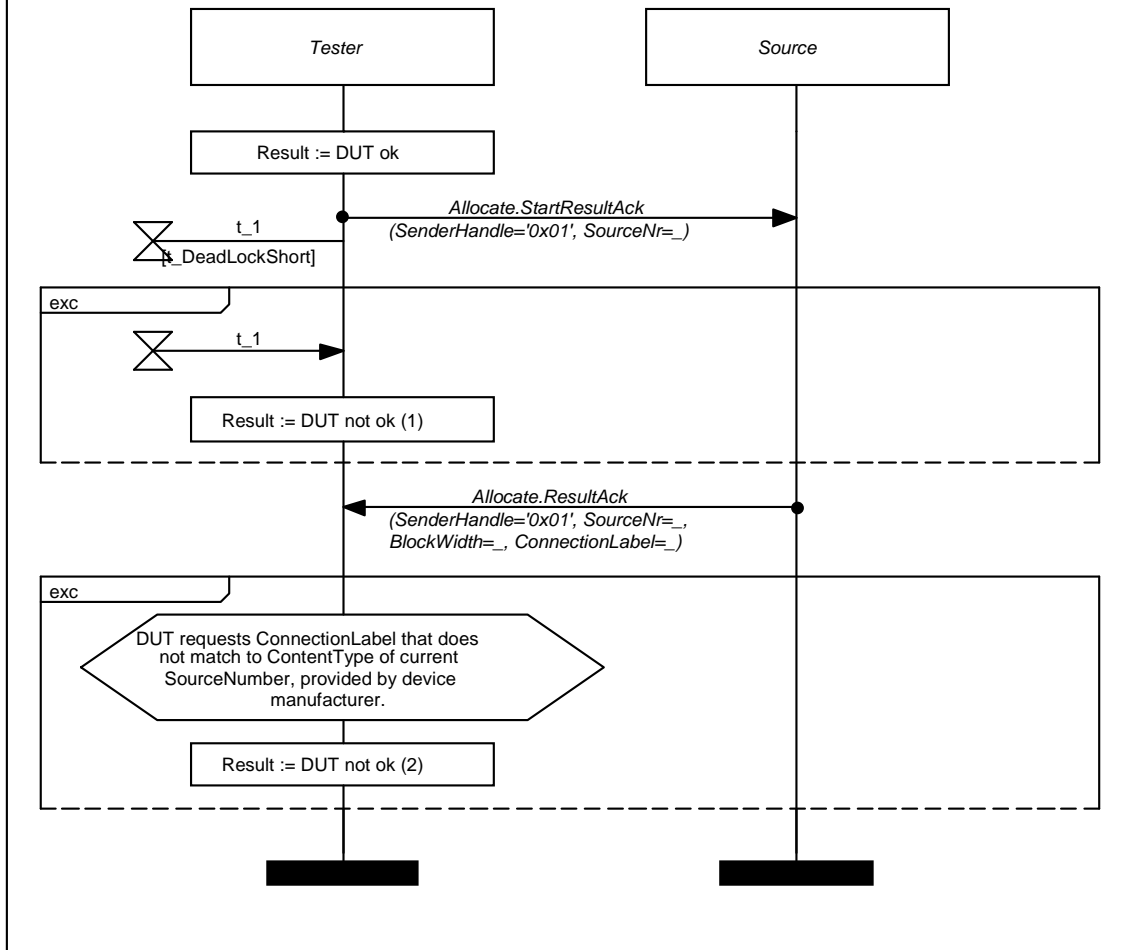 Tester
Source
Result := DUT ok
Allocate.StartResultAck
(SenderHandle='0x01', SourceNr=_)
t_1
[t_DeadLockShort]
exc
t_1
Result := DUT not ok (1)
Allocate.ResultAck
(SenderHandle='0x01', SourceNr=_,
BlockWidth=_, ConnectionLabel=_)
exc
DUT requests ConnectionLabel that does
not match to ContentType of current
SourceNumber, provided by device
manufacturer.
Result := DUT not ok (2)